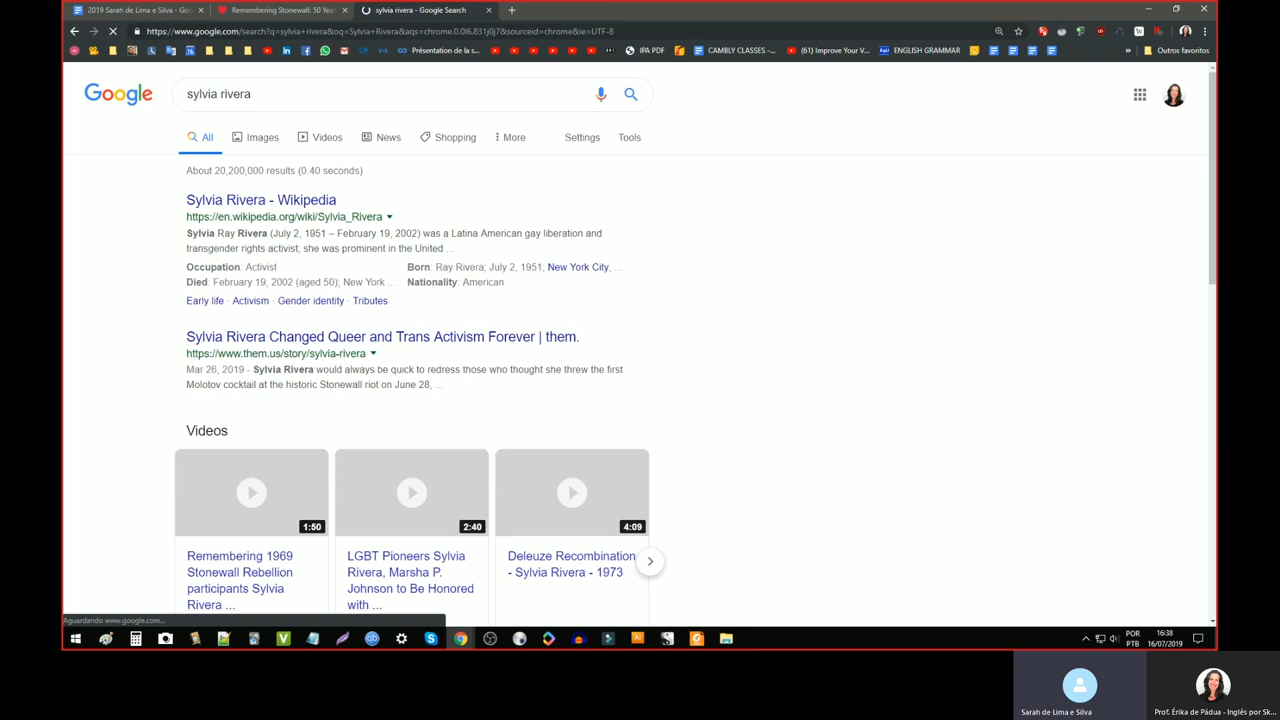 2019 Sarah de Lima e Silva - Goo
Remembering Stonewall: 50 Yea
sylvia rivera - Google Search
https://www.google.com/search?q=sylvia+rivera&oq=Sylvia+Rivera&aqs=chrome.0.0l6.831j0j7&sourceid=chrome&ie=UTF-8
Présentation de la s...
IPA PDF
CAMBLY CLASSES -...
(61) Improve Your V...
ENGLISH GRAMMAR
Outros favoritos
Google
sylvia rivera
All
Images
Videos
News
Shopping
More
Settings
Tools
About 20,200,000 results (0.40 seconds)
Sylvia Rivera - Wikipedia
https://en.wikipedia.org/wiki/Sylvia_Rivera
Sylvia Ray Rivera (July 2, 1951 – February 19, 2002) was a Latina American gay liberation and
transgender rights activist; she was prominent in the United ...
Occupation: Activist
Born: Ray Rivera; July 2, 1951; New York City, ...
Died: February 19, 2002 (aged 50); New York ...
Nationality: American
Early life · Activism · Gender identity · Tributes
Sylvia Rivera Changed Queer and Trans Activism Forever | them.
https://www.them.us/story/sylvia-rivera
Mar 26, 2019 - Sylvia Rivera would always be quick to redress those who thought she threw the first
Molotov cocktail at the historic Stonewall riot on June 28, ...
Videos
1:50
2:40
4:09
Remembering 1969
Stonewall Rebellion
participants Sylvia
Rivera ...
LGBT Pioneers Sylvia
Rivera, Marsha P.
Johnson to Be Honored
with ...
Deleuze Recombination
- Sylvia Rivera - 1973
Aguardando www.google.com...
POR
PTB
16:38
16/07/2019
Sarah de Lima e Silva
Prof. Érika de Pádua - Inglês por Sk...